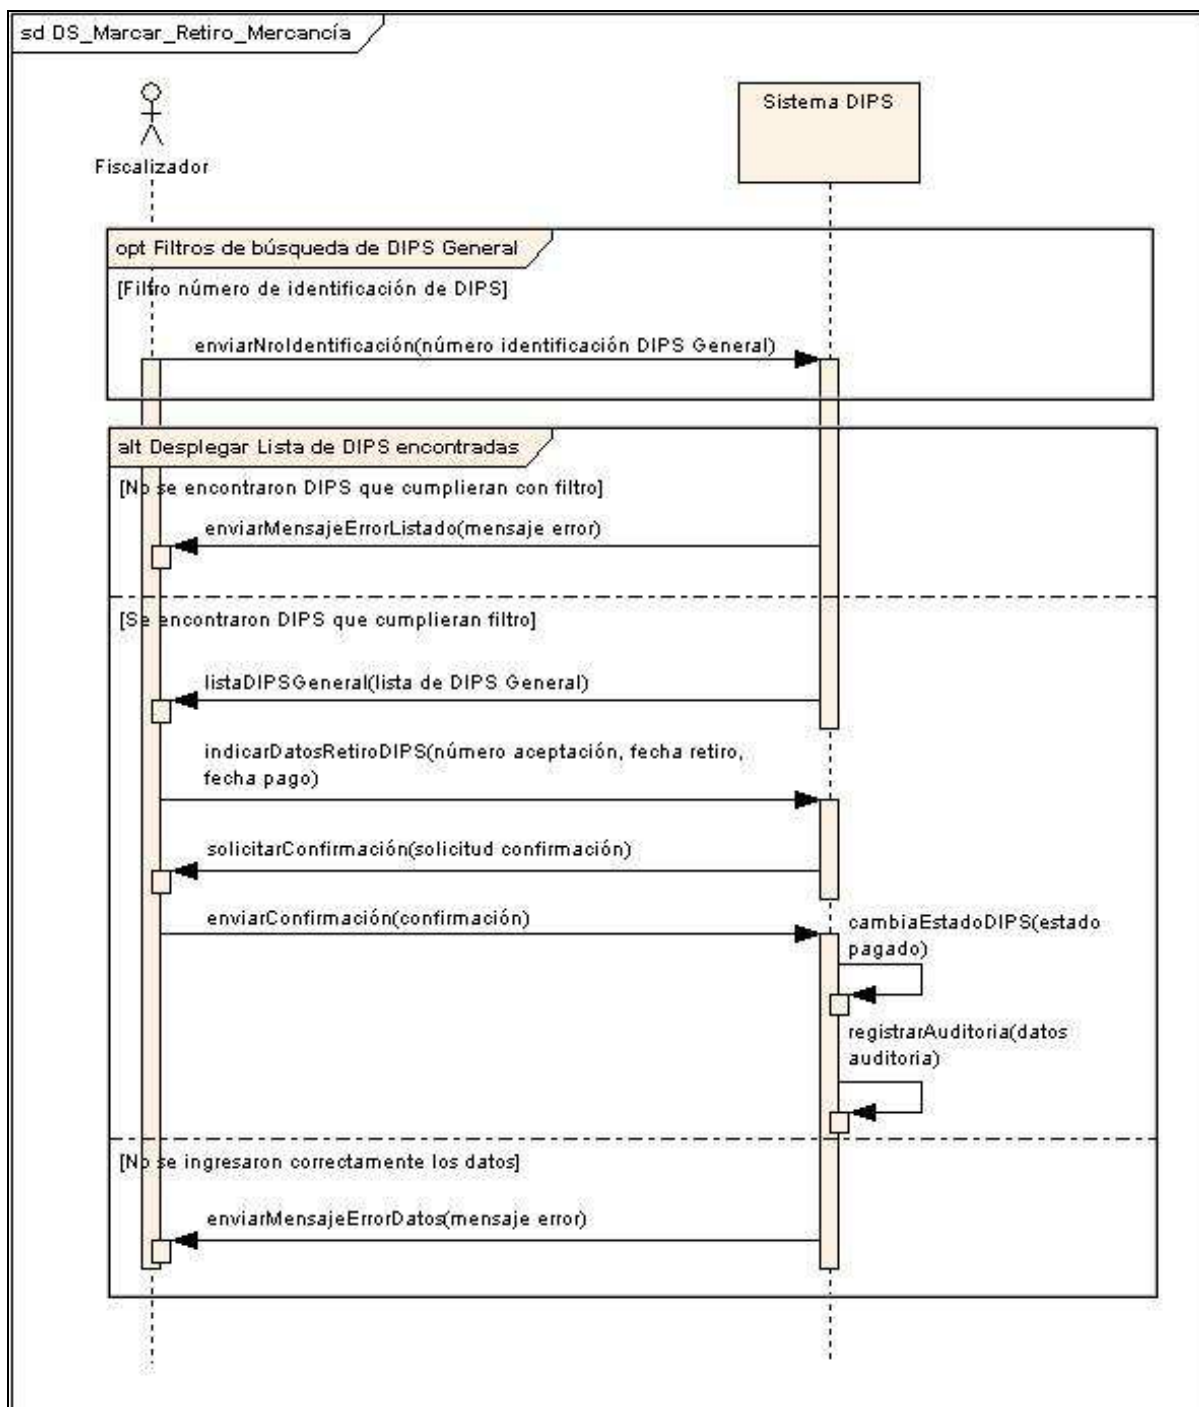 sd DS_Marcar_Retiro_Mercancía
Sistema DIPS
Fiscalizador
opt Filtros de búsqueda de DIPS General
[Filtro número de identificación de DIPS]
enviarNroIdentificación(número identificación DIPS General)
alt Desplegar Lista de DIPS encontradas
[No se encontraron DIPS que cumplieran con filtro]
enviarMensajeErrorListado(mensaje error)
[Se encontraron DIPS que cumplieran filtro]
listaDIPSGeneral(lista de DIPS General)
indicarDatosRetiroDIPS(número aceptación, fecha retiro,
fecha pago)
solicitarConfirmación(solicitud confirmación)
enviarConfirmación(confirmación)
cambiaEstadoDIPS(estado
pagado)
registrarAuditoria(datos
auditoria)
[No se ingresaron correctamente los datos]
enviarMensajeErrorDatos(mensaje error)